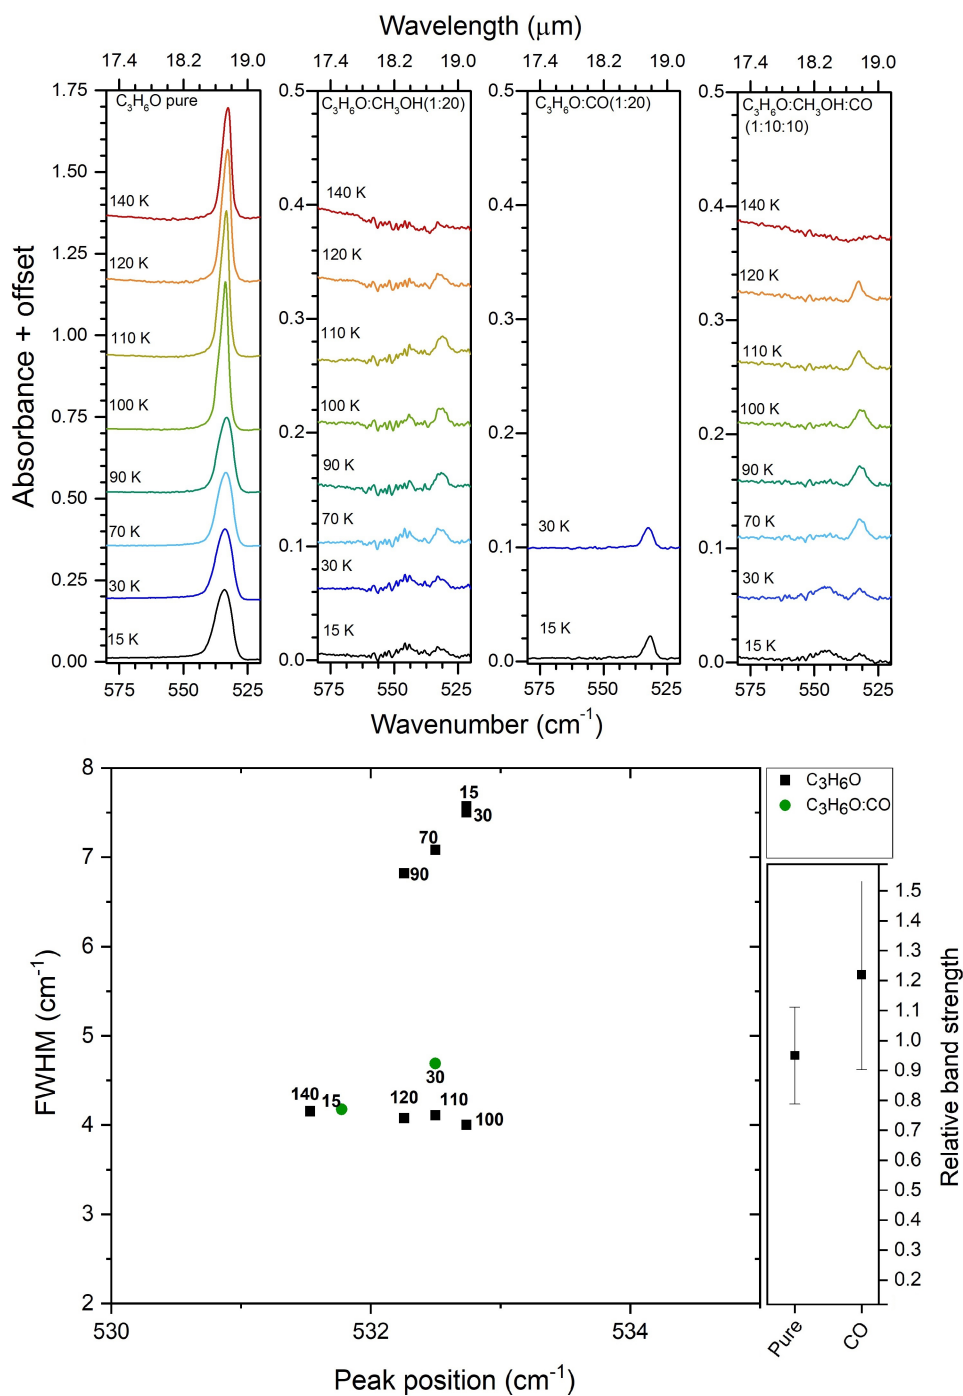 Wavelength (μm)
17.4 18.2 19.0 17.4 18.2 19.0 17.4 18.2 19.0 17.4 18.2 19.0
Absorbance + offset
1.75
1.50
1.25
1.00
0.75
0.50
0.25
0.00
C₃H₆O pure
140 K
120 K
110 K
100 K
90 K
70 K
30 K
15 K
0.5
0.4
0.3
0.2
0.1
0.0
C₃H₆O:CH₃OH(1:20)
140 K
120 K
110 K
100 K
90 K
70 K
30 K
15 K
0.5
0.4
0.3
0.2
0.1
0.0
C₃H₆O:CO(1:20)
30 K
15 K
0.5
0.4
0.3
0.2
0.1
0.0
C₃H₆O:CH₃OH:CO
(1:10:10)
140 K
120 K
110 K
100 K
90 K
70 K
30 K
15 K
575 550 525 575 550 525 575 550 525 575 550 525
Wavenumber (cm⁻¹)
FWHM (cm⁻¹)
8
7
6
5
4
3
2
15
30
70
90
30
140
15
120
110
100
530 532 534
Peak position (cm⁻¹)
C₃H₆O
C₃H₆O:CO
1.5
1.4
1.3
1.2
1.1
1.0
0.9
0.8
0.7
0.6
0.5
0.4
0.3
0.2
Relative band strength
Pure
CO